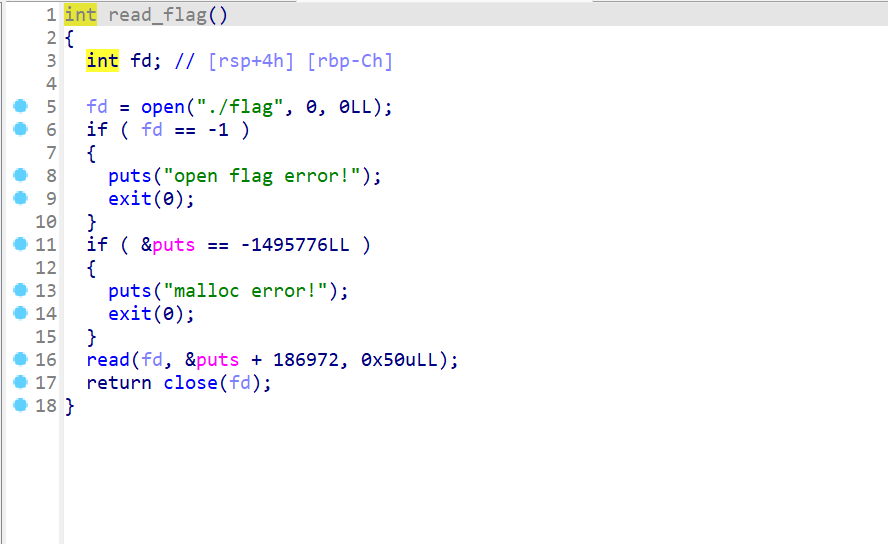 1 int read_flag()
2 {
3   int fd; // [rsp+4h] [rbp-Ch]
4
5   fd = open("./flag", 0, 0LL);
6   if ( fd == -1 )
7   {
8     puts("open flag error!");
9     exit(0);
10   }
11   if ( &puts == -1495776LL )
12   {
13     puts("malloc error!");
14     exit(0);
15   }
16   read(fd, &puts + 186972, 0x50uLL);
17   return close(fd);
18 }